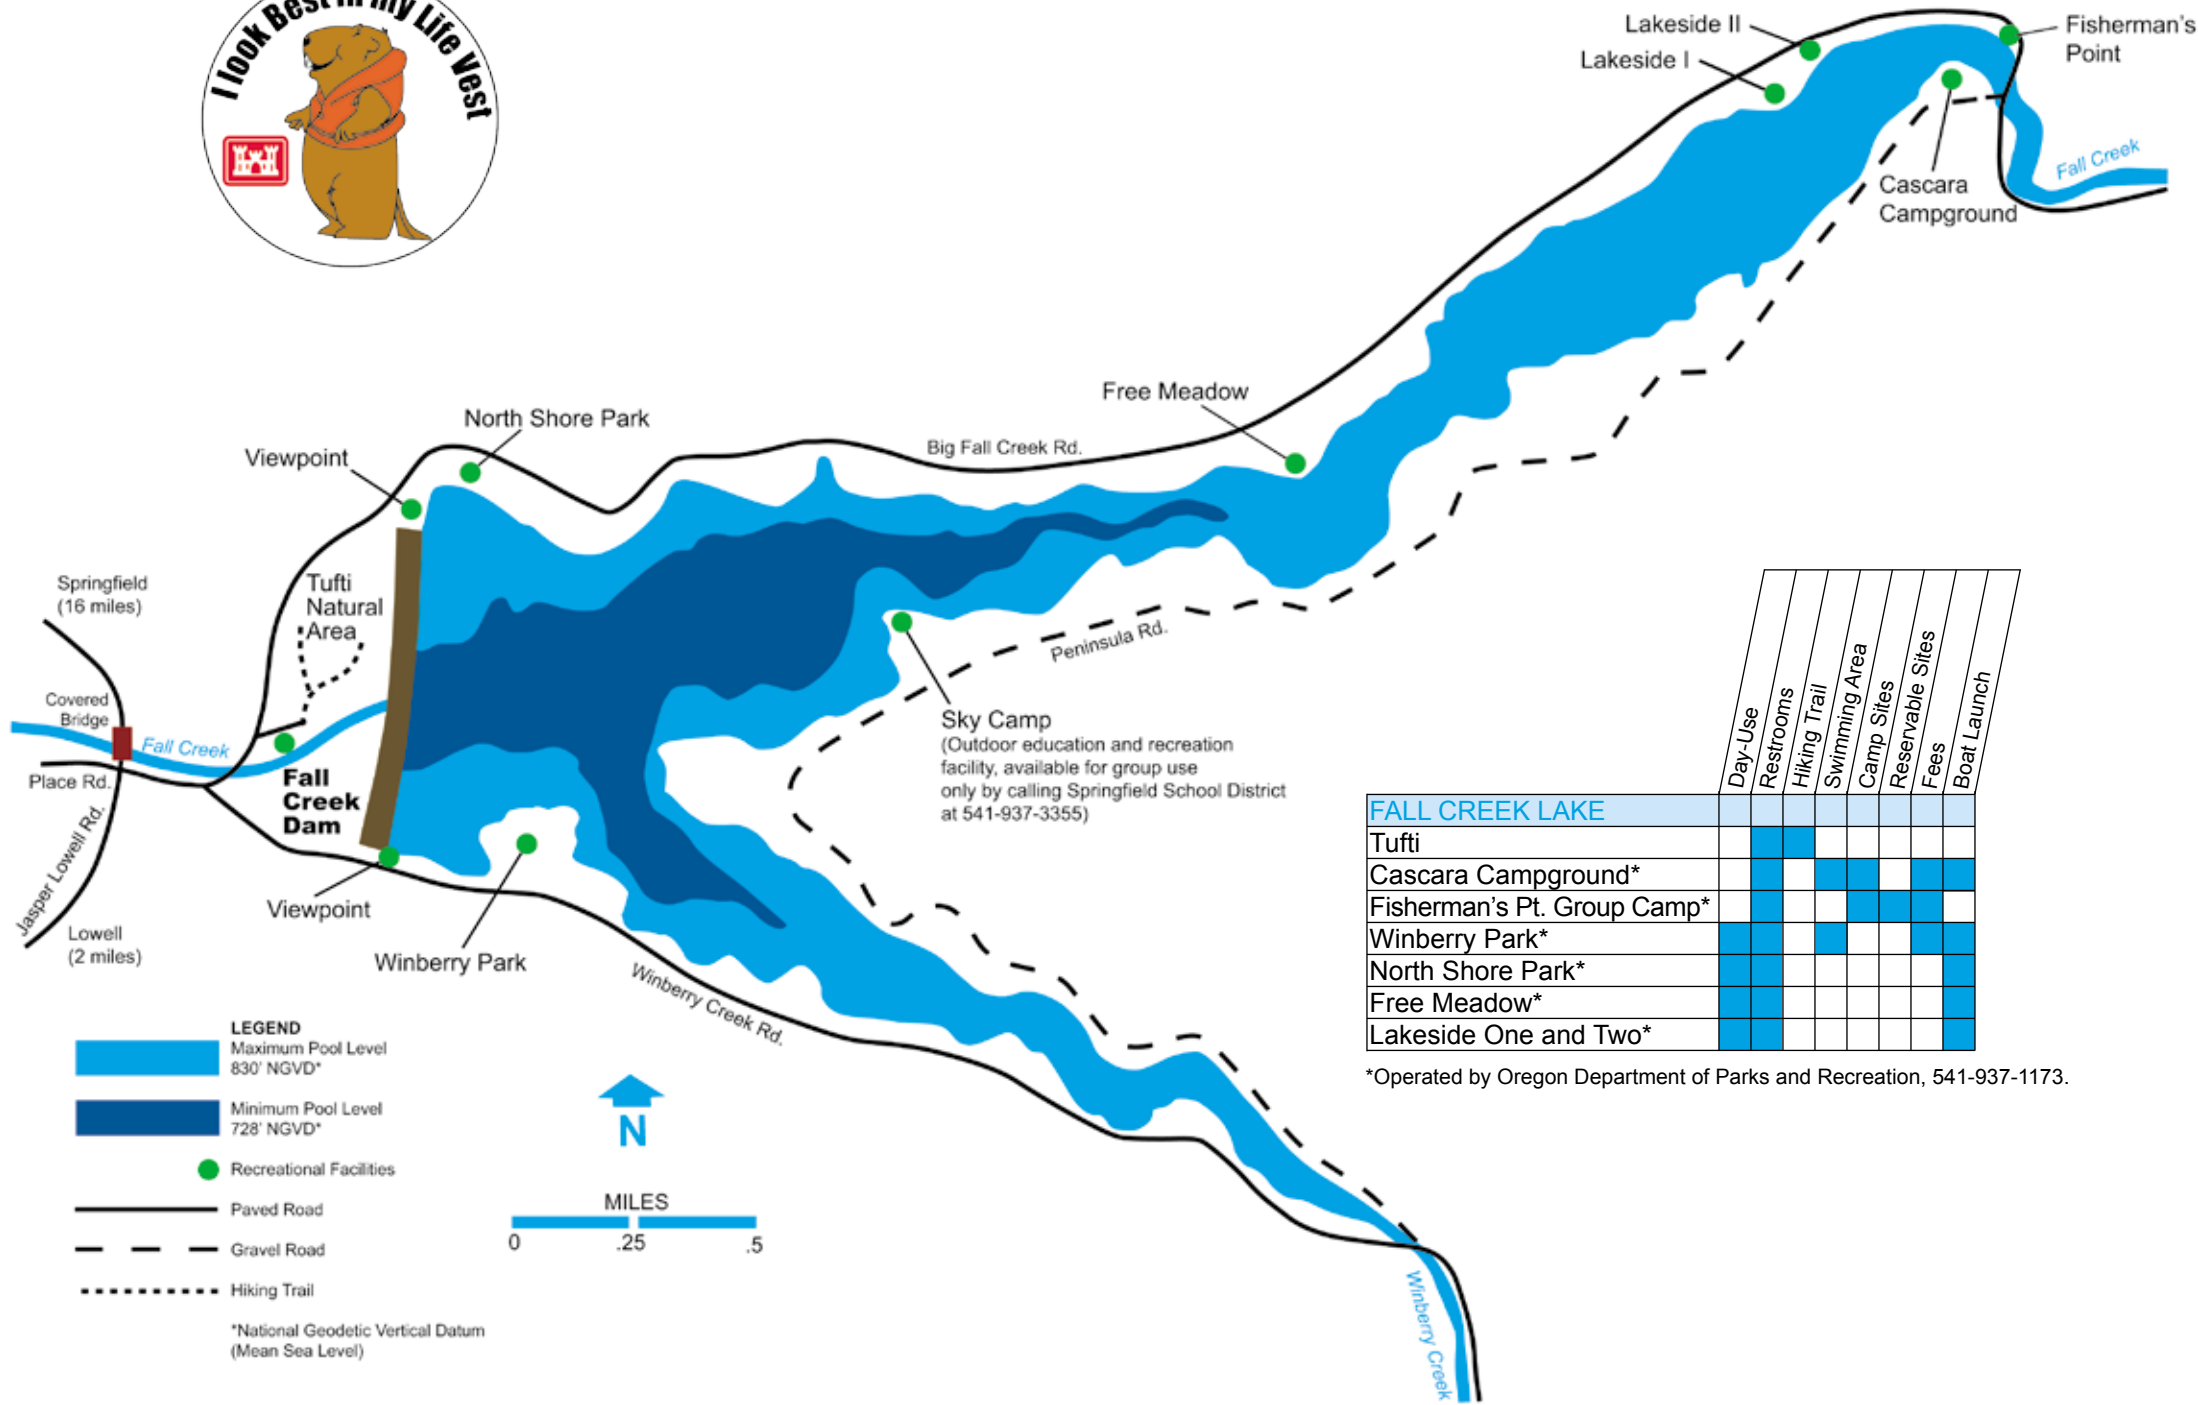 I look Best in my Life Vest
Lakeside II
Lakeside I
Fisherman's
Point
Cascara
Campground
Fall Creek
Free Meadow
North Shore Park
Viewpoint
Big Fall Creek Rd.
Springfield
(16 miles)
Tufti
Natural
Area
Peninsula Rd.
Covered
Bridge
Fall Creek
Place Rd.
Fall
Creek
Dam
Sky Camp
(Outdoor education and recreation
facility, available for group use
only by calling Springfield School District
at 541-937-3355)
Jasper Lowell Rd.
Lowell
(2 miles)
Viewpoint
Winberry Park
Winberry Creek Rd.
Winberry Creek
LEGEND
Maximum Pool Level
830' NGVD*
Minimum Pool Level
728' NGVD*
Recreational Facilities
Paved Road
Gravel Road
Hiking Trail
*National Geodetic Vertical Datum
(Mean Sea Level)
N
MILES
0 .25 .5
Day-Use
Restrooms
Hiking Trail
Swimming Area
Camp Sites
Reservable Sites
Fees
Boat Launch
FALL CREEK LAKE
Tufti
Cascara Campground*
Fisherman's Pt. Group Camp*
Winberry Park*
North Shore Park*
Free Meadow*
Lakeside One and Two*
*Operated by Oregon Department of Parks and Recreation, 541-937-1173.